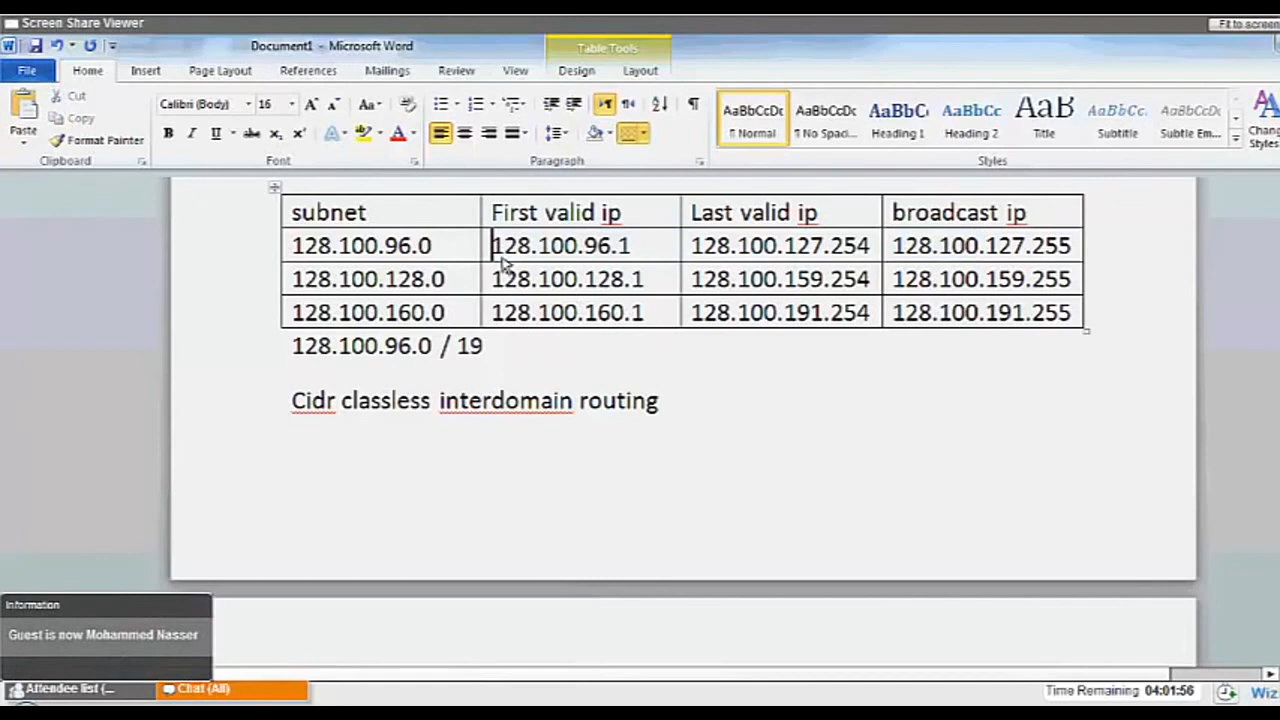 Screen Share Viewer
Fit to screen
Document1 - Microsoft Word
Table Tools
File Home Insert Page Layout References Mailings Review View Design Layout
Paste
Cut
Copy
Format Painter
Clipboard
Calibri (Body) 16
Font
Paragraph
AaBbCcDc AaBbCcDc AaBbC AaBbCc AaB AaBbCcDc AaBbCcDc
¶ Normal ¶ No Spaci... Heading 1 Heading 2 Title Subtitle Subtle Em...
Styles
Chang
Styles
subnet First valid ip Last valid ip broadcast ip
128.100.96.0 128.100.96.1 128.100.127.254 128.100.127.255
128.100.128.0 128.100.128.1 128.100.159.254 128.100.159.255
128.100.160.0 128.100.160.1 128.100.191.254 128.100.191.255
128.100.96.0 / 19
Cidr classless interdomain routing
Information
Guest is now Mohammed Nasser
Attendee list (...
Chat (All)
Time Remaining 04:01:56
Wiz